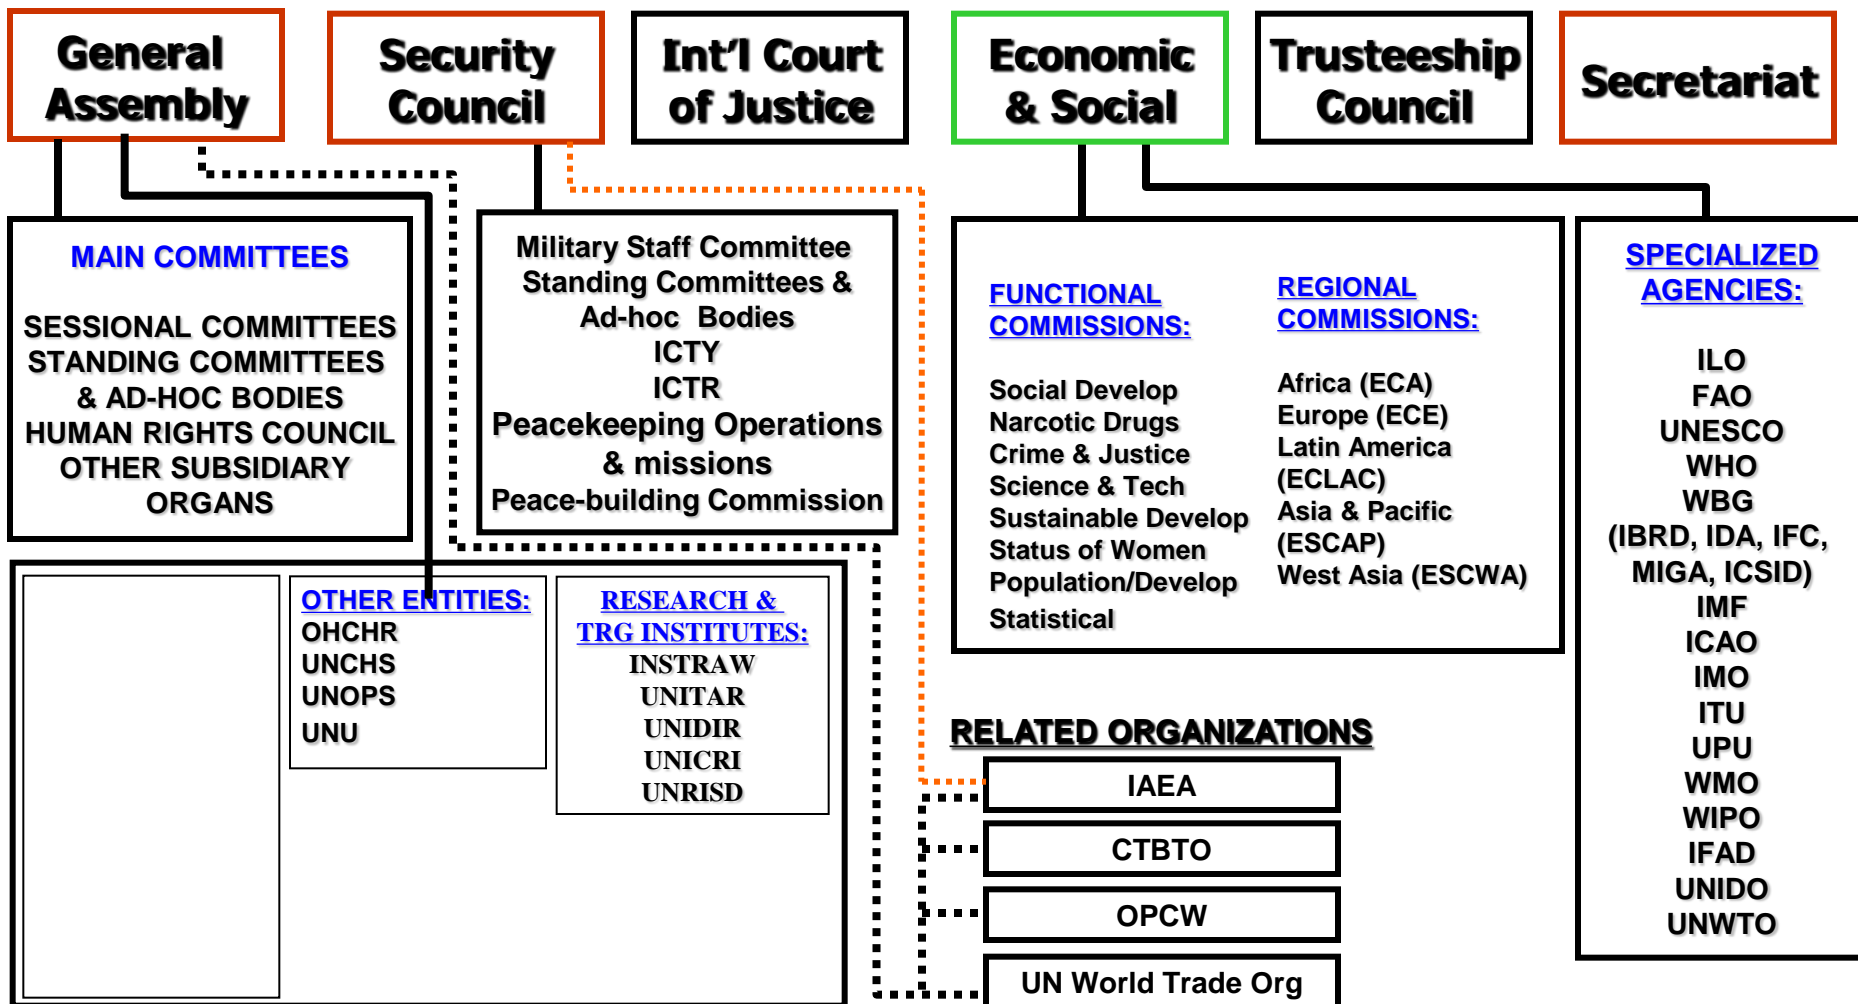 General
Assembly
Security
Council
Int'l Court
of Justice
Economic
& Social
Trusteeship
Council
Secretariat
MAIN COMMITTEES
SESSIONAL COMMITTEES
STANDING COMMITTEES
& AD-HOC BODIES
HUMAN RIGHTS COUNCIL
OTHER SUBSIDIARY
ORGANS
Military Staff Committee
Standing Committees &
Ad-hoc Bodies
ICTY
ICTR
Peacekeeping Operations
& missions
Peace-building Commission
FUNCTIONAL
COMMISSIONS:
Social Develop
Narcotic Drugs
Crime & Justice
Science & Tech
Sustainable Develop
Status of Women
Population/Develop
Statistical
REGIONAL
COMMISSIONS:
Africa (ECA)
Europe (ECE)
Latin America
(ECLAC)
Asia & Pacific
(ESCAP)
West Asia (ESCWA)
SPECIALIZED
AGENCIES:
ILO
FAO
UNESCO
WHO
WBG
(IBRD, IDA, IFC,
MIGA, ICSID)
IMF
ICAO
IMO
ITU
UPU
WMO
WIPO
IFAD
UNIDO
UNWTO
OTHER ENTITIES:
OHCHR
UNCHS
UNOPS
UNU
RESEARCH &
TRG INSTITUTES:
INSTRAW
UNITAR
UNIDIR
UNICRI
UNRISD
RELATED ORGANIZATIONS
IAEA
CTBTO
OPCW
UN World Trade Org